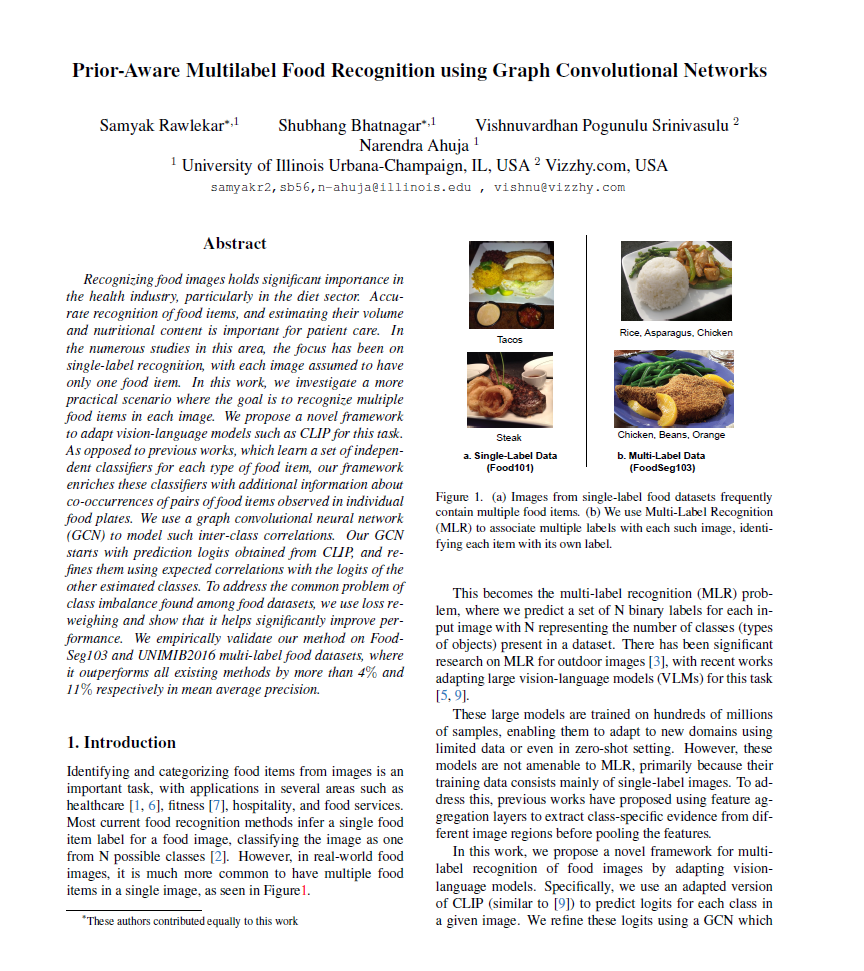 Prior-Aware Multilabel Food Recognition using Graph Convolutional Networks
Samyak Rawlekar*,1 Shubhang Bhatnagar*,1 Vishnuvardhan Pogunulu Srinivasulu 2
Narendra Ahuja 1
1 University of Illinois Urbana-Champaign, IL, USA 2 Vizzhy.com, USA
samyakr2,sb56,n-ahuja@illinois.edu , vishnu@vizzhy.com
Abstract
Recognizing food images holds significant importance in
the health industry, particularly in the diet sector. Accu-
rate recognition of food items, and estimating their volume
and nutritional content is important for patient care. In
the numerous studies in this area, the focus has been on
single-label recognition, with each image assumed to have
only one food item. In this work, we investigate a more
practical scenario where the goal is to recognize multiple
food items in each image. We propose a novel framework
to adapt vision-language models such as CLIP for this task.
As opposed to previous works, which learn a set of indepen-
dent classifiers for each type of food item, our framework
enriches these classifiers with additional information about
co-occurrences of pairs of food items observed in individual
food plates. We use a graph convolutional neural network
(GCN) to model such inter-class correlations. Our GCN
starts with prediction logits obtained from CLIP, and re-
fines them using expected correlations with the logits of the
other estimated classes. To address the common problem of
class imbalance found among food datasets, we use loss re-
weighing and show that it helps significantly improve per-
formance. We empirically validate our method on Food-
Seg103 and UNIMIB2016 multi-label food datasets, where
it outperforms all existing methods by more than 4% and
11% respectively in mean average precision.
1. Introduction
Identifying and categorizing food items from images is an
important task, with applications in several areas such as
healthcare [1, 6], fitness [7], hospitality, and food services.
Most current food recognition methods infer a single food
item label for a food image, classifying the image as one
from N possible classes [2]. However, in real-world food
images, it is much more common to have multiple food
items in a single image, as seen in Figure1.
*These authors contributed equally to this work
Tacos
Rice, Asparagus, Chicken
Steak
Chicken, Beans, Orange
a. Single-Label Data
(Food101)
b. Multi-Label Data
(FoodSeg103)
Figure 1. (a) Images from single-label food datasets frequently
contain multiple food items. (b) We use Multi-Label Recognition
(MLR) to associate multiple labels with each such image, identi-
fying each item with its own label.
This becomes the multi-label recognition (MLR) prob-
lem, where we predict a set of N binary labels for each in-
put image with N representing the number of classes (types
of objects) present in a dataset. There has been significant
research on MLR for outdoor images [3], with recent works
adapting large vision-language models (VLMs) for this task
[5, 9].
These large models are trained on hundreds of millions
of samples, enabling them to adapt to new domains using
limited data or even in zero-shot setting. However, these
models are not amenable to MLR, primarily because their
training data consists mainly of single-label images. To ad-
dress this, previous works have proposed using feature ag-
gregation layers to extract class-specific evidence from dif-
ferent image regions before pooling the features.
In this work, we propose a novel framework for multi-
label recognition of food images by adapting vision-
language models. Specifically, we use an adapted version
of CLIP (similar to [9]) to predict logits for each class in
a given image. We refine these logits using a GCN which